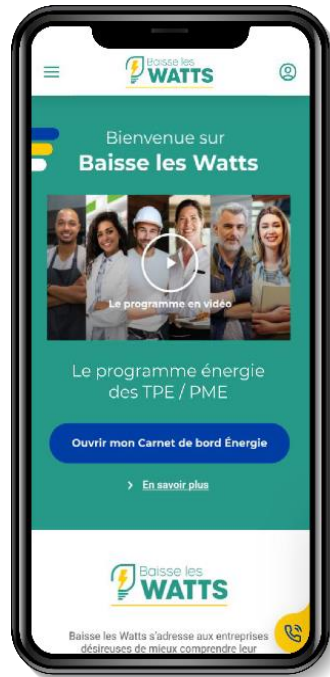 Baisse les
WATTS
Bienvenue sur
Baisse les Watts
Le programme en vidéo
Le programme énergie
des TPE / PME
Ouvrir mon Carnet de bord Énergie
En savoir plus
Baisse les
WATTS
Baisse les Watts s'adresse aux entreprises
désireuses de mieux comprendre leur